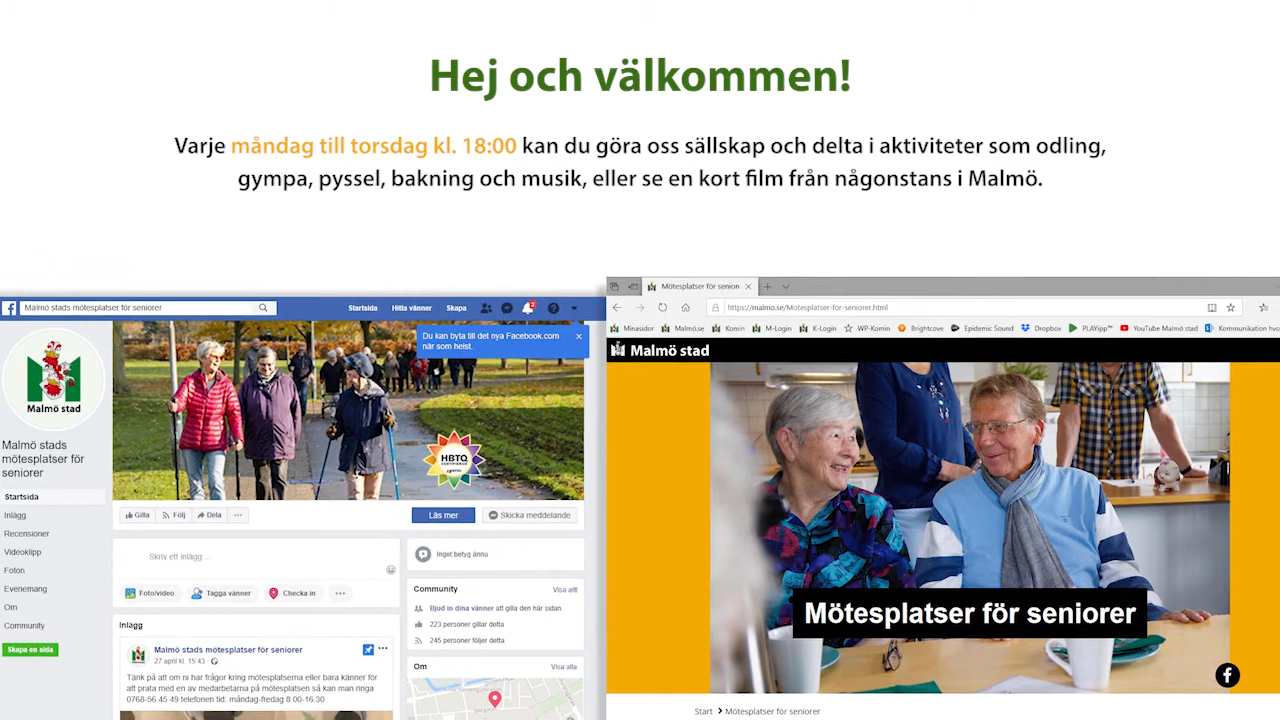 Hej och välkommen!
Varje måndag till torsdag kl. 18:00 kan du göra oss sällskap och delta i aktiviteter som odling,
gympa, pyssel, bakning och musik, eller se en kort film från någonstans i Malmö.
Malmö stads mötesplatser för seniorer
Startsida Hitta vänner Skapa
2
Du kan byta till det nya Facebook.com
när som helst.
Malmö stad
HBTQ
CERTIFIERAD
Malmö stads
mötesplatser för
seniorer
Startsida
Inlägg
Recensioner
Videoklipp
Foton
Evenemang
Om
Community
Skapa en sida
Gilla Följ Dela
Läs mer
Skicka meddelande
Skriv ett inlägg ...
Foto/video Tagga vänner Checka in
Inlägg
Malmö stads mötesplatser för seniorer
27 april kl. 15:43
Tänk på att om ni har frågor kring mötesplatserna eller bara känner för
att prata med en av medarbetarna på mötesplatsen så kan man ringa
0768-56 45 49 telefonen tid: måndag-fredag 8.00-16.30
Inget betyg ännu
Community Visa allt
Bjud in dina vänner att gilla den här sidan
223 personer gillar detta
245 personer följer detta
Om Visa alla
Mötesplatser för senior
https://malmo.se/Motesplatser-for-seniorer.html
Minasidor Malmö.se Komin M-Login K-Login WP-Komin Brightcove Epidemic Sound Dropbox PLAYipp™ YouTube Malmö stad Kommunikation hvo
Malmö stad
Mötesplatser för seniorer
Start Mötesplatser för seniorer